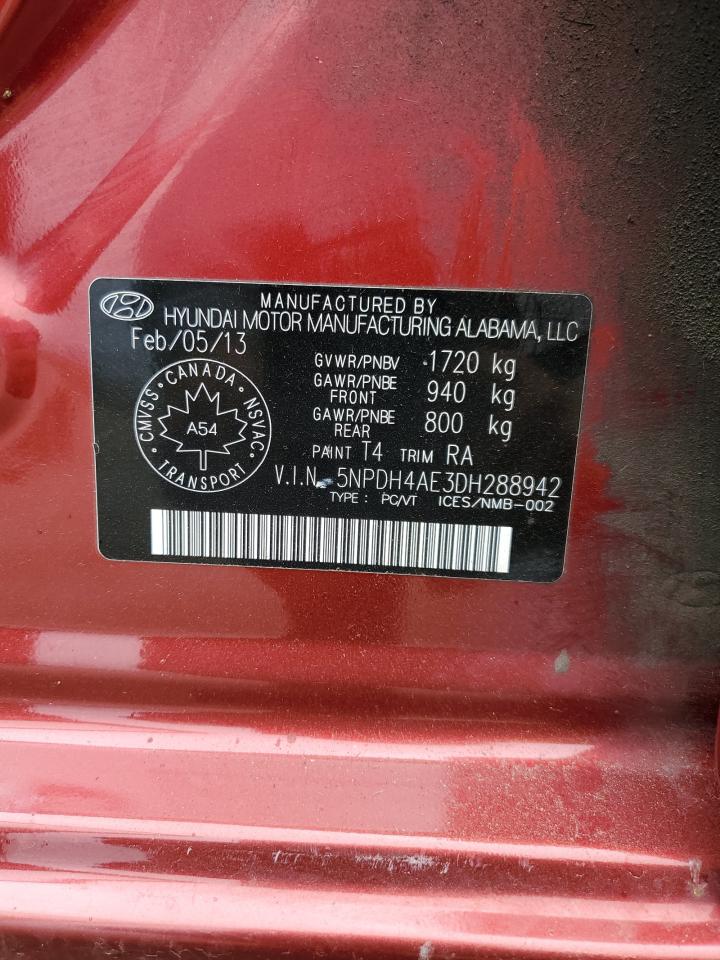 MANUFACTURED BY
HYUNDAI MOTOR MANUFACTURING ALABAMA, LLC
Feb/05/13
GVWR/PNBV 1720 kg
GAWR/PNBE FRONT 940 kg
GAWR/PNBE REAR 800 kg
PAINT T4 TRIM RA
V.I.N. 5NPDH4AE3DH288942
TYPE: PC/VT ICES/NMB-002
CMVSS · CANADA · NSVAC
A54
TRANSPORT